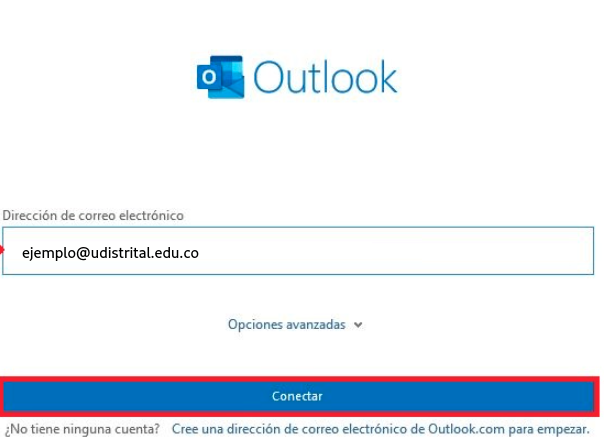 Outlook
Dirección de correo electrónico
ejemplo@udistrital.edu.co
Opciones avanzadas
Conectar
¿No tiene ninguna cuenta? Cree una dirección de correo electrónico de Outlook.com para empezar.